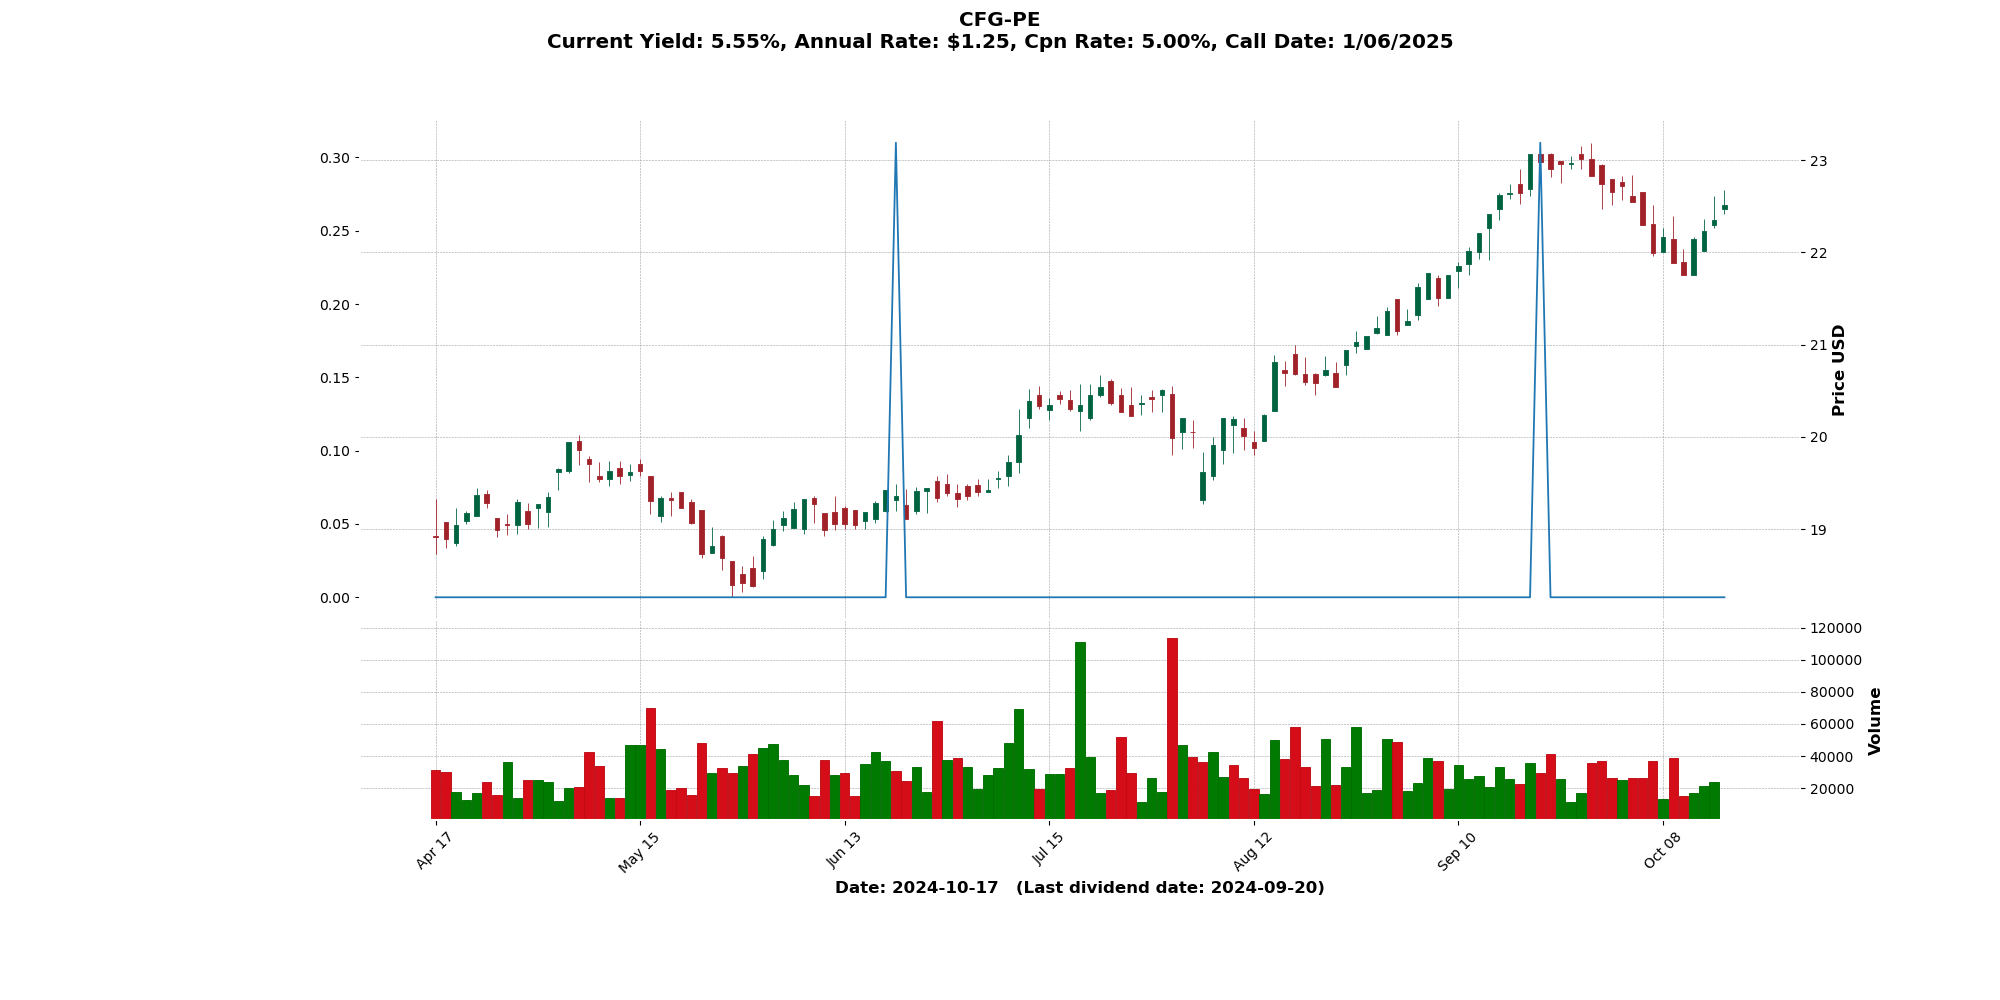 CFG-PE
Current Yield: 5.55%, Annual Rate: $1.25, Cpn Rate: 5.00%, Call Date: 1/06/2025
0.30
0.25
0.20
0.15
0.10
0.05
0.00
23
22
21
20
19
Price USD
120000
100000
80000
60000
40000
20000
Volume
Apr 17
May 15
Jun 13
Jul 15
Aug 12
Sep 10
Oct 08
Date: 2024-10-17 (Last dividend date: 2024-09-20)